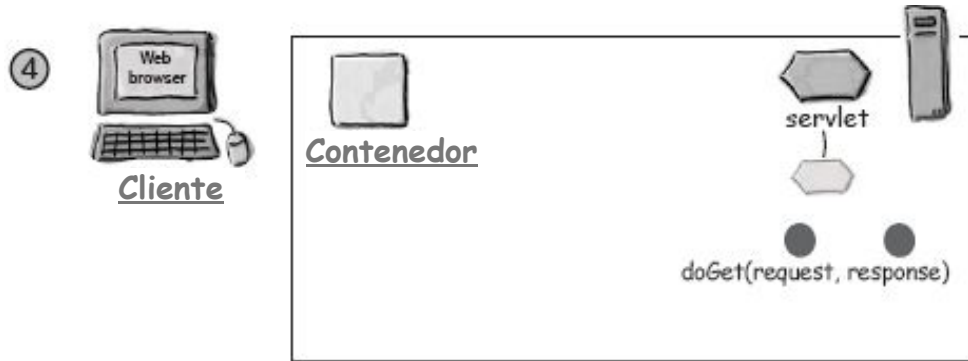 4
Web
browser
Cliente
Contenedor
servlet
doGet(request, response)